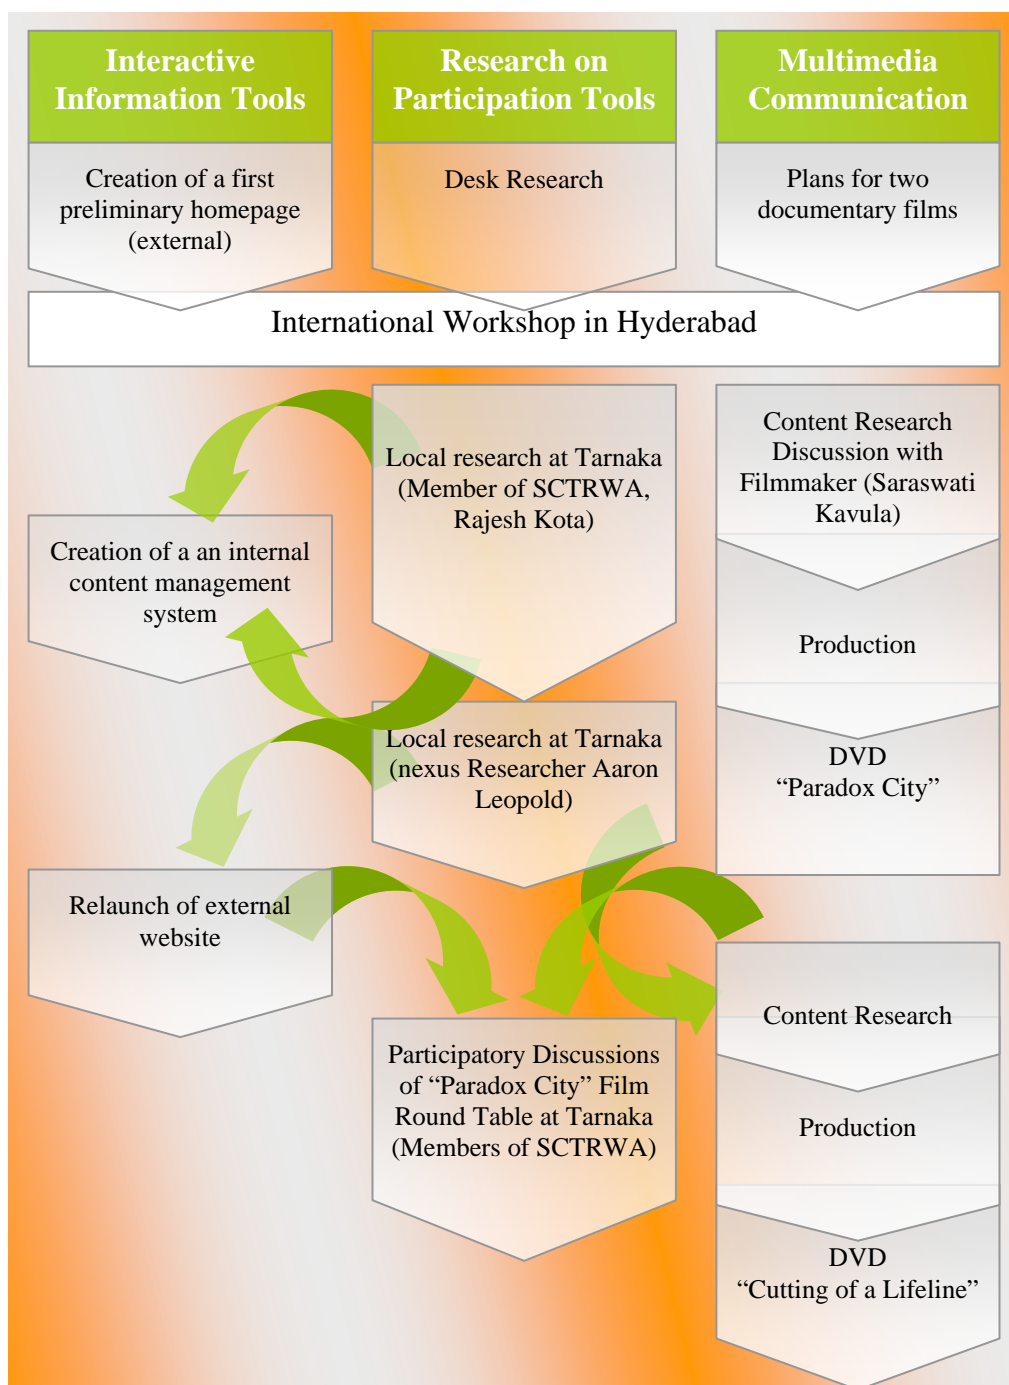 Interactive
Information Tools
Research on
Participation Tools
Multimedia
Communication
Creation of a first
preliminary homepage
(external)
Desk Research
Plans for two
documentary films
International Workshop in Hyderabad
Local research at Tarnaka
(Member of SCTRWA,
Rajesh Kota)
Content Research
Discussion with
Filmmaker (Saraswati
Kavula)
Creation of a an internal
content management
system
Production
Local research at Tarnaka
(nexus Researcher Aaron
Leopold)
DVD
“Paradox City”
Relaunch of external
website
Content Research
Participatory Discussions
of “Paradox City” Film
Round Table at Tarnaka
(Members of SCTRWA)
Production
DVD
“Cutting of a Lifeline”